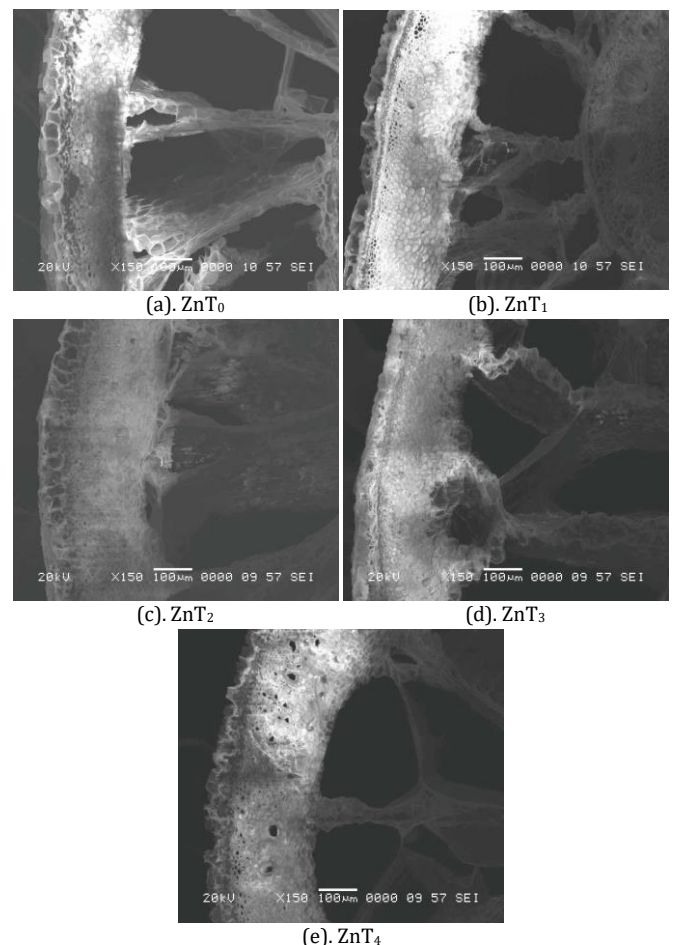 20kV X150 100μm 0000 10 57 SEI
20kV X150 100μm 0000 10 57 SEI
(a). ZnT₀
(b). ZnT₁
20kV X150 100μm 0000 09 57 SEI
20kV X150 100μm 0000 09 57 SEI
(c). ZnT₂
(d). ZnT₃
20kV X150 100μm 0000 09 57 SEI
(e). ZnT₄